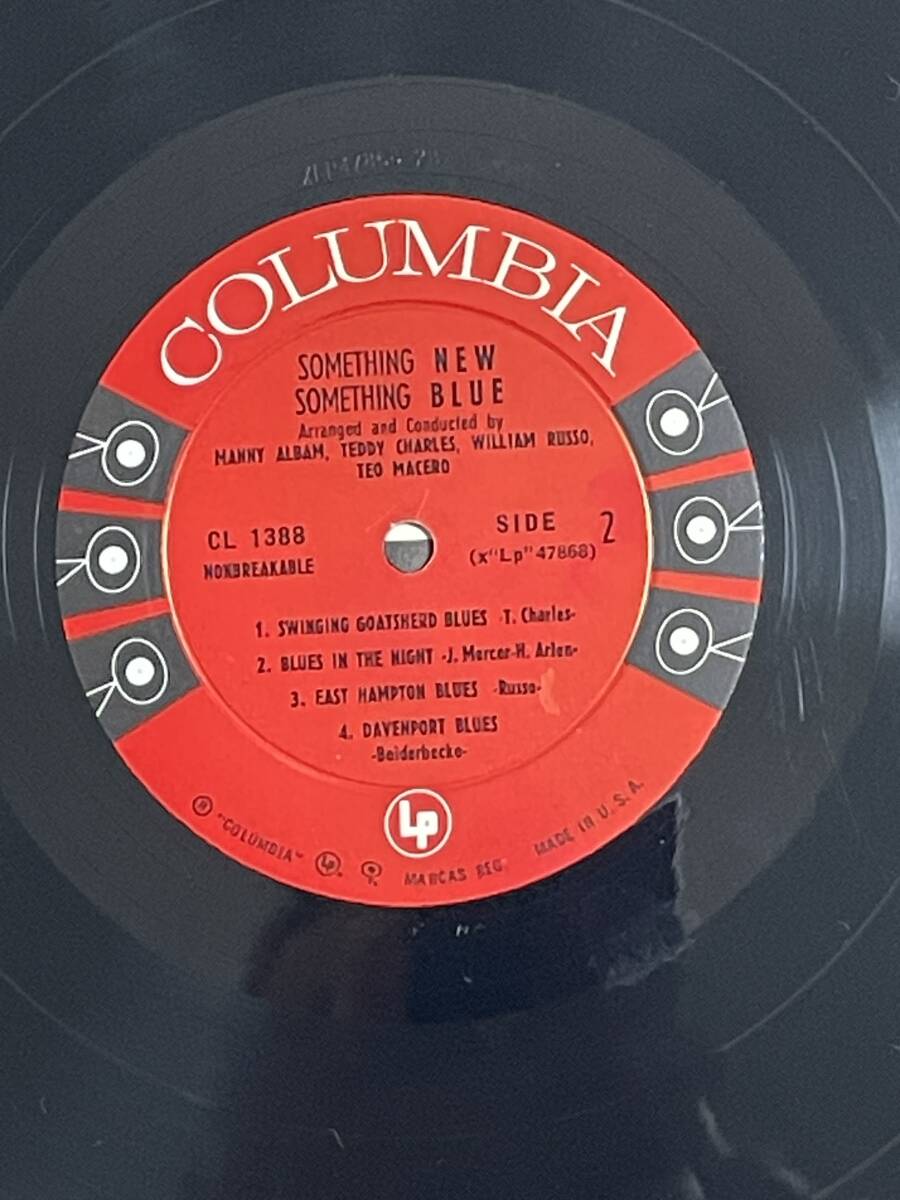 COLUMBIA
SOMETHING NEW
SOMETHING BLUE
Arranged and Conducted by
MANNY ALBAM, TEDDY CHARLES, WILLIAM RUSSO,
TEO MACERO
CL 1388
NONBREAKABLE
SIDE 2
(x"Lp"47868)
1. SWINGING GOATSHERD BLUES -T. Charles-
2. BLUES IN THE NIGHT -J. Mercer-H. Arlen-
3. EAST HAMPTON BLUES -Russo-
4. DAVENPORT BLUES
-Beiderbecke-
LP
® "COLUMBIA" LP MARCAS REG. MADE IN U.S.A.